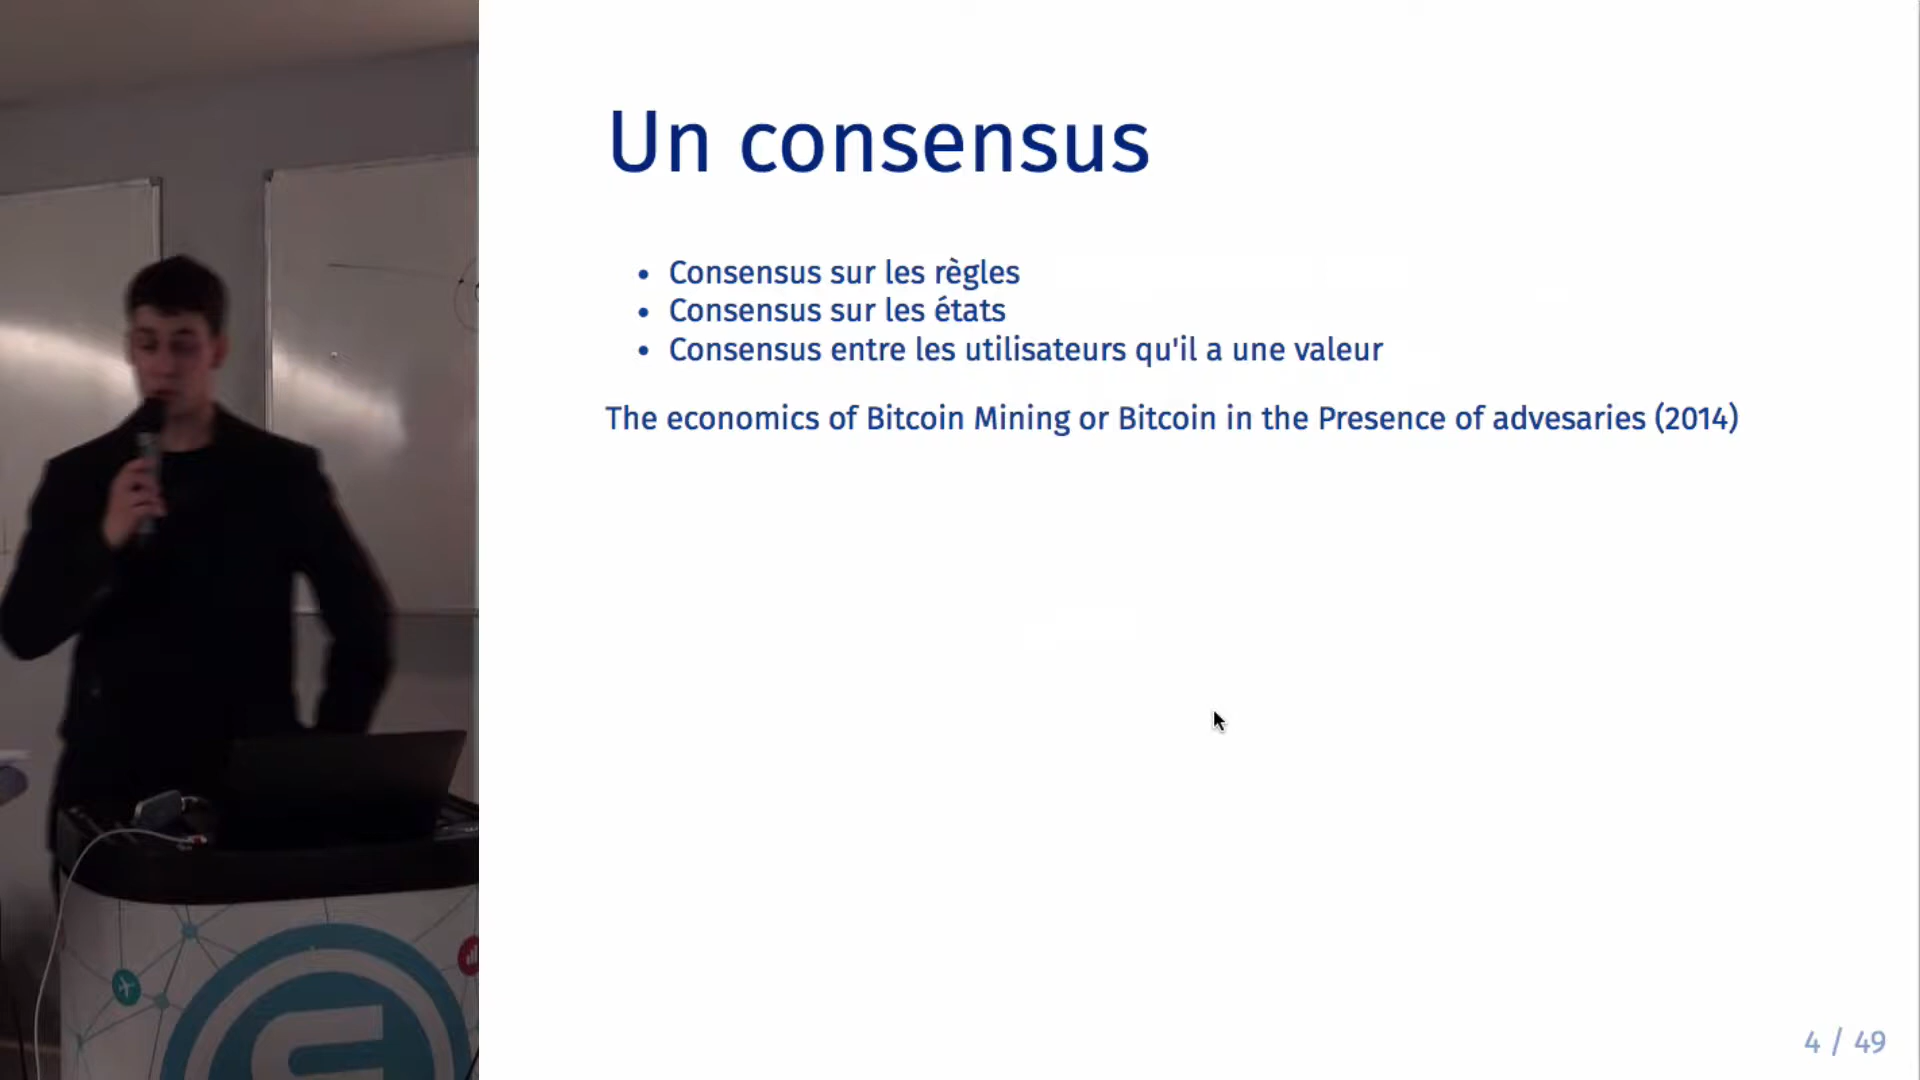 Un consensus
• Consensus sur les règles
• Consensus sur les états
• Consensus entre les utilisateurs qu'il a une valeur
The economics of Bitcoin Mining or Bitcoin in the Presence of advesaries (2014)
4 / 49